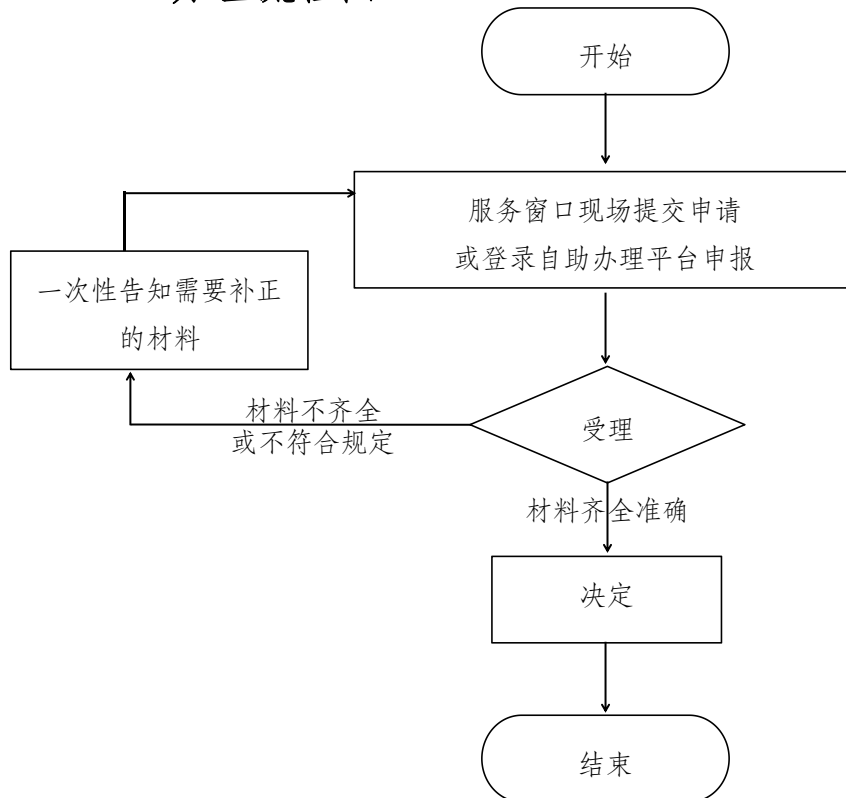 开始
服务窗口现场提交申请
或登录自助办理平台申报
一次性告知需要补正
的材料
材料不齐全
或不符合规定
受理
材料齐全准确
决定
结束